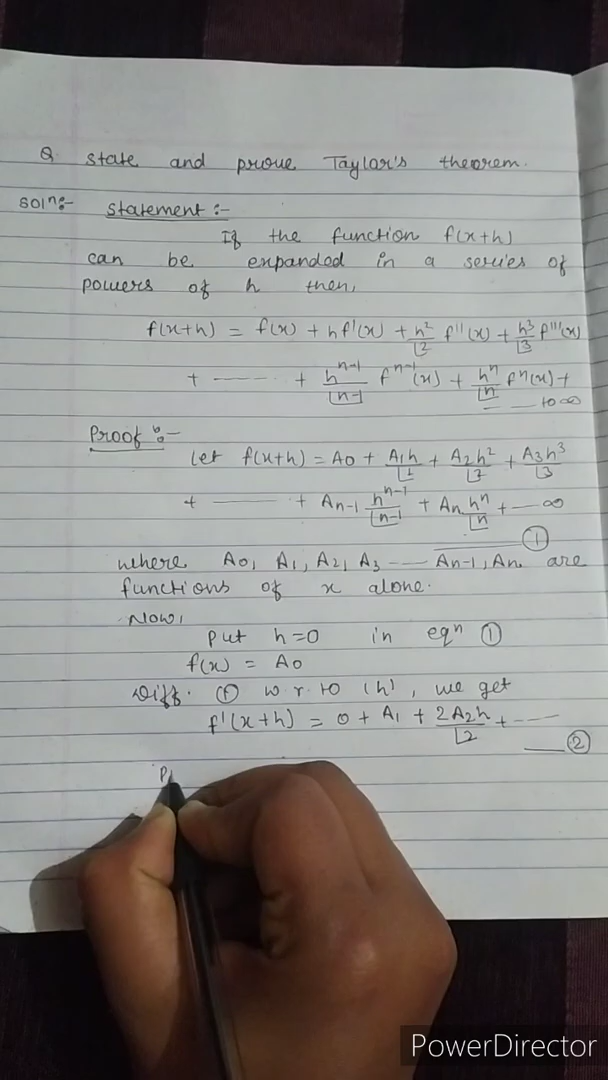 Q. state and prove Taylor's theorem.
Soln:- Statement :-
If the function f(x+h)
can be expanded in a series of
powers of h then,
f(x+h) = f(x) + hf'(x) + h²/⌊2 f''(x) + h³/⌊3 f'''(x)
+ ------ + hⁿ⁻¹/⌊n-1 fⁿ⁻¹(x) + hⁿ/⌊n fⁿ(x) +
------ to ∞
Proof :-
Let f(x+h) = A0 + A1h/⌊1 + A2h²/⌊2 + A3h³/⌊3
+ ------ + An-1 hⁿ⁻¹/⌊n-1 + An hⁿ/⌊n + ---- ∞
------ ①
where A0, A1, A2, A3 ---- An-1, An are
functions of x alone.
Now,
put h=0 in eqn ①
f(x) = A0
Diff. ① w.r.to 'h', we get
f'(x+h) = 0 + A1 + 2A2h/⌊2 + ----
---- ②
P
PowerDirector